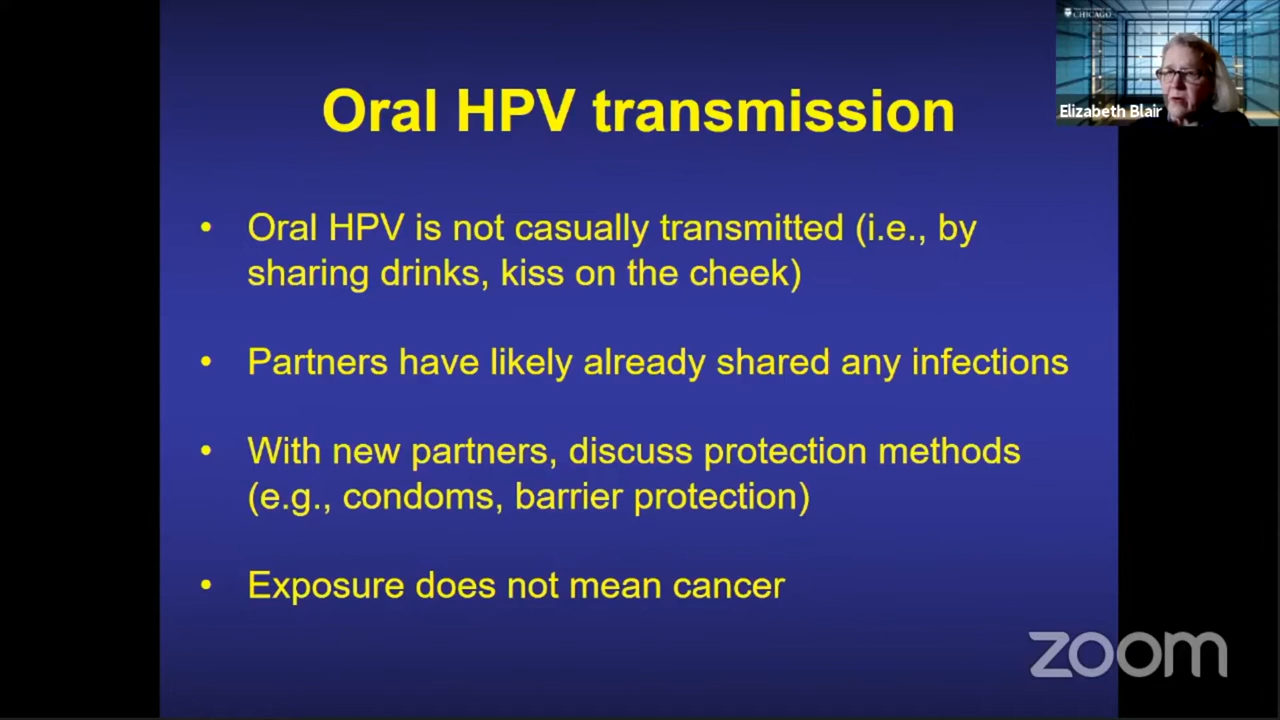 CHICAGO
Elizabeth Blair
Oral HPV transmission
• Oral HPV is not casually transmitted (i.e., by
sharing drinks, kiss on the cheek)
• Partners have likely already shared any infections
• With new partners, discuss protection methods
(e.g., condoms, barrier protection)
• Exposure does not mean cancer
zoom